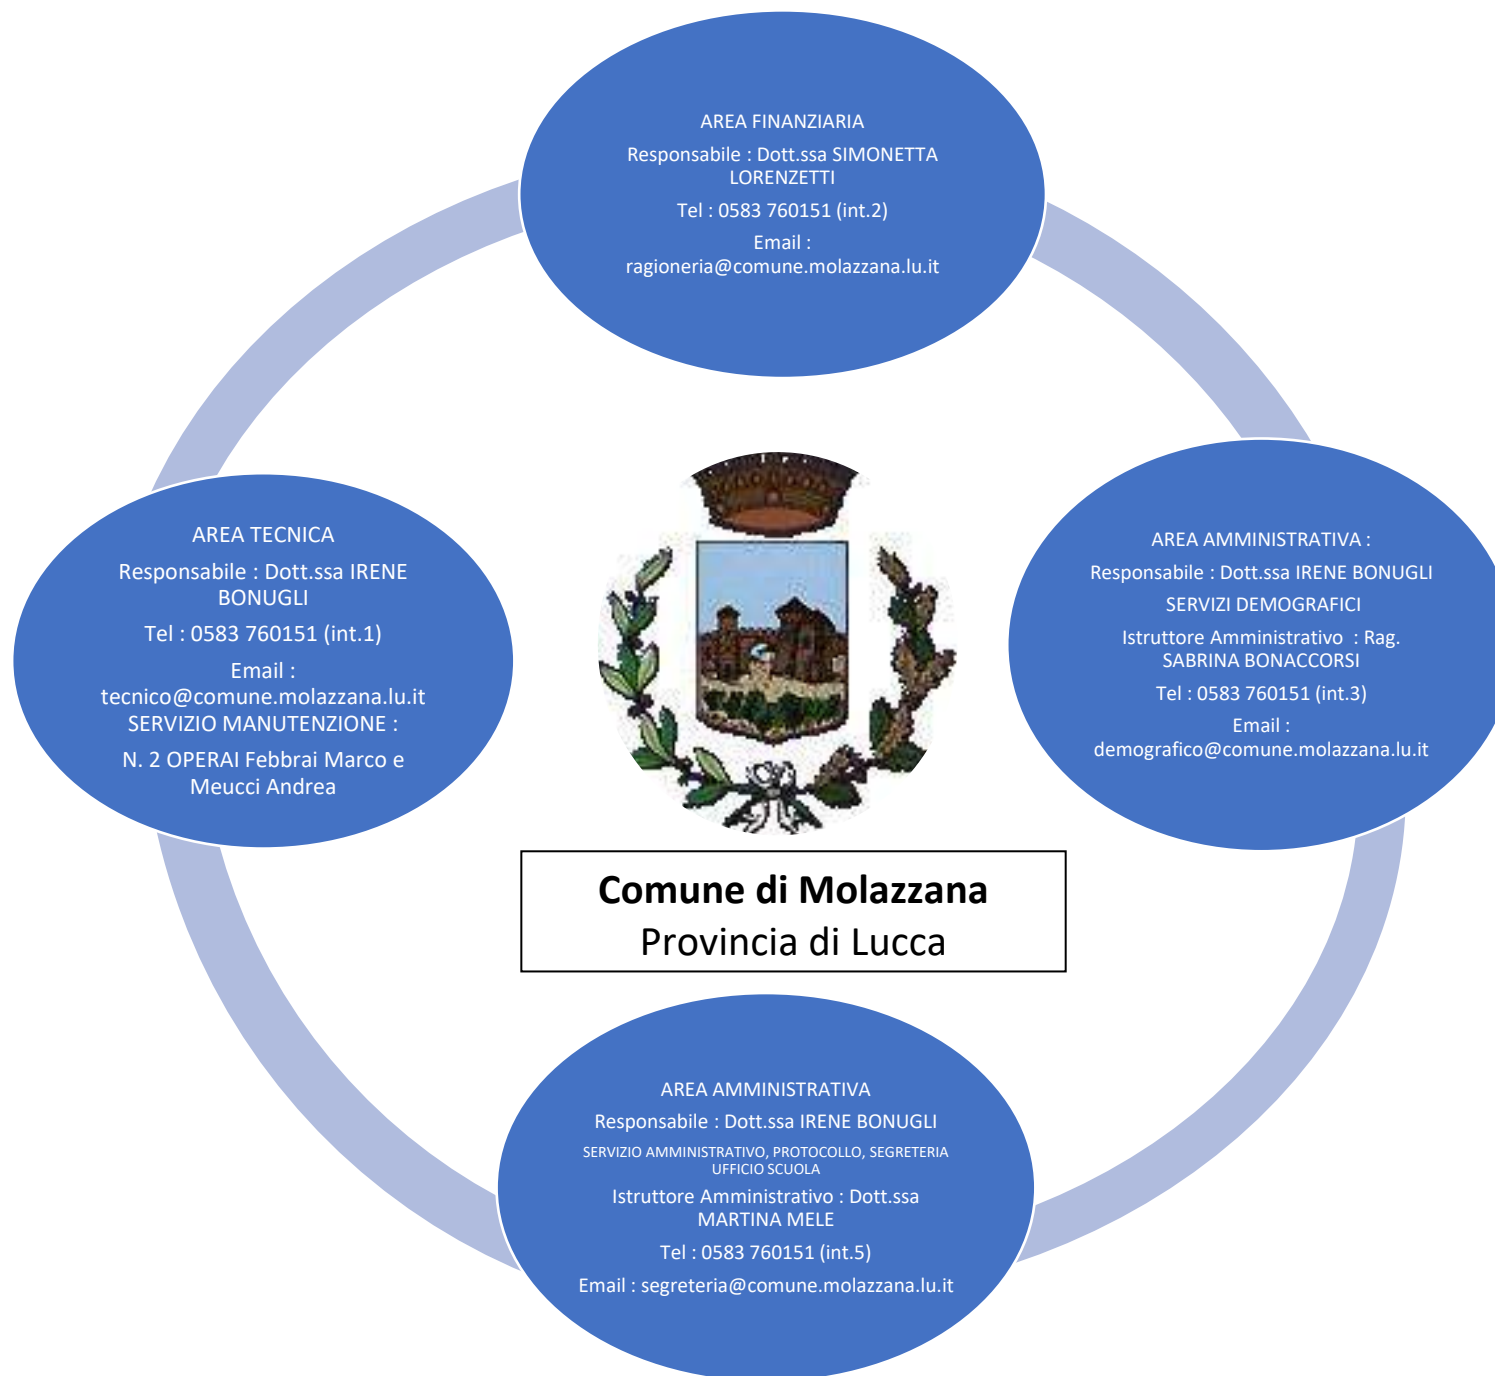 AREA FINANZIARIA
Responsabile : Dott.ssa SIMONETTA
LORENZETTI
Tel : 0583 760151 (int.2)
Email :
ragioneria@comune.molazzana.lu.it
AREA TECNICA
Responsabile : Dott.ssa IRENE
BONUGLI
Tel : 0583 760151 (int.1)
Email :
tecnico@comune.molazzana.lu.it
SERVIZIO MANUTENZIONE :
N. 2 OPERAI Febbrai Marco e
Meucci Andrea
AREA AMMINISTRATIVA :
Responsabile : Dott.ssa IRENE BONUGLI
SERVIZI DEMOGRAFICI
Istruttore Amministrativo : Rag.
SABRINA BONACCORSI
Tel : 0583 760151 (int.3)
Email :
demografico@comune.molazzana.lu.it
Comune di Molazzana
Provincia di Lucca
AREA AMMINISTRATIVA
Responsabile : Dott.ssa IRENE BONUGLI
SERVIZIO AMMINISTRATIVO, PROTOCOLLO, SEGRETERIA
UFFICIO SCUOLA
Istruttore Amministrativo : Dott.ssa
MARTINA MELE
Tel : 0583 760151 (int.5)
Email : segreteria@comune.molazzana.lu.it